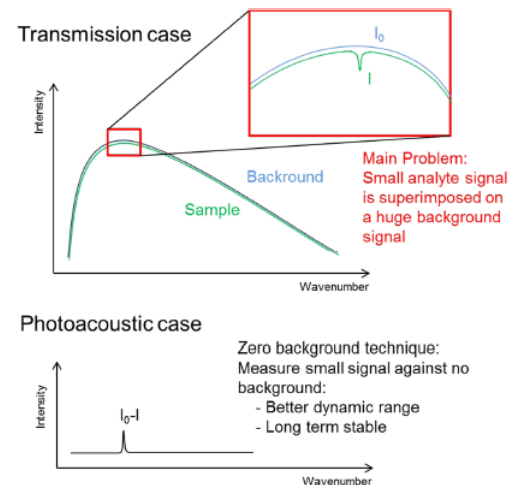 Transmission case
I₀
I
Intensity
Backround
Sample
Main Problem:
Small analyte signal
is superimposed on
a huge background
signal
Wavenumber
Photoacoustic case
Zero background technique:
Measure small signal against no
background:
- Better dynamic range
- Long term stable
Intensity
I₀-I
Wavenumber